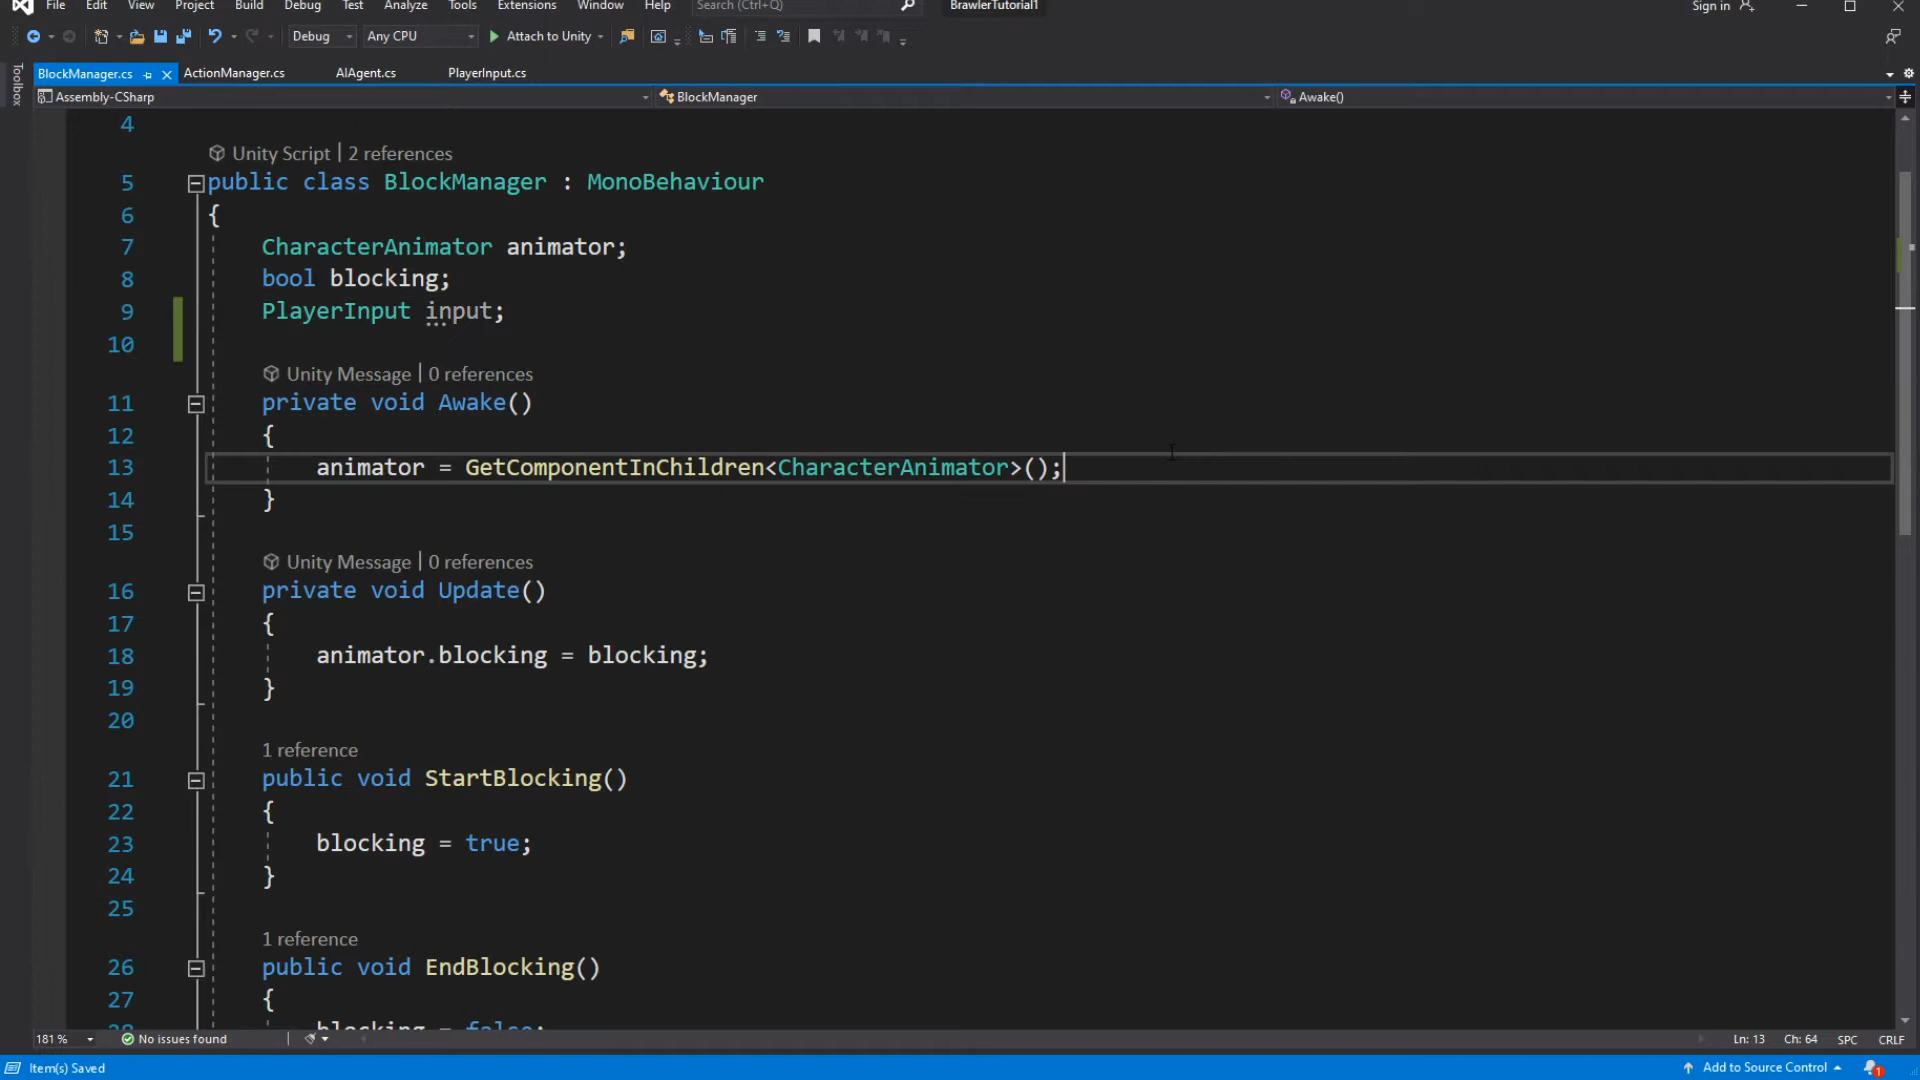 File Edit View Project Build Debug Test Analyze Tools Extensions Window Help Search (Ctrl+Q) BrawlerTutorial1 Sign in
Debug Any CPU Attach to Unity
BlockManager.cs ActionManager.cs AIAgent.cs PlayerInput.cs
Toolbox
Assembly-CSharp BlockManager Awake()
4
Unity Script | 2 references
5 public class BlockManager : MonoBehaviour
6 {
7 CharacterAnimator animator;
8 bool blocking;
9 PlayerInput input;
10
Unity Message | 0 references
11 private void Awake()
12 {
13 animator = GetComponentInChildren<CharacterAnimator>();
14 }
15
Unity Message | 0 references
16 private void Update()
17 {
18 animator.blocking = blocking;
19 }
20
1 reference
21 public void StartBlocking()
22 {
23 blocking = true;
24 }
25
1 reference
26 public void EndBlocking()
27 {
28 blocking = false;
181 % No issues found Ln: 13 Ch: 64 SPC CRLF
Item(s) Saved Add to Source Control 1